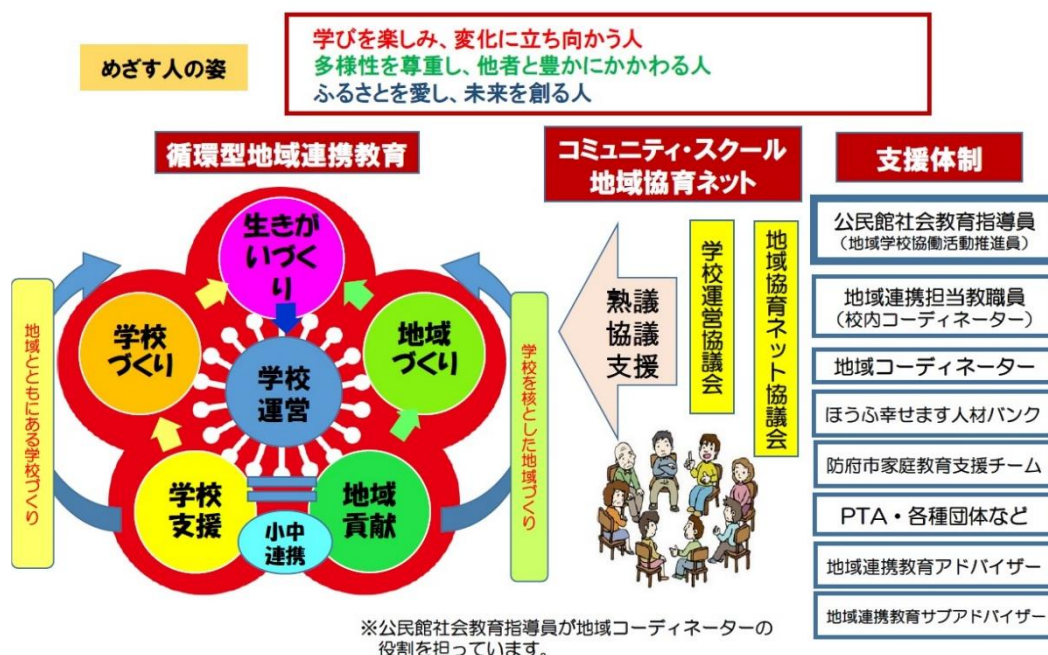 めざす人の姿
学びを楽しみ、変化に立ち向かう人
多様性を尊重し、他者と豊かにかかわる人
ふるさとを愛し、未来を創る人
循環型地域連携教育
生きが
いづく
り
学校
づくり
地域
づくり
学校
運営
学校
支援
地域
貢献
小中
連携
地域とともにある学校づくり
学校を核とした地域づくり
コミュニティ・スクール
地域協育ネット
熟議
協議
支援
学校運営協議会
地域協育ネット協議会
※公民館社会教育指導員が地域コーディネーターの
役割を担っています。
支援体制
公民館社会教育指導員
（地域学校協働活動推進員）
地域連携担当教職員
（校内コーディネーター）
地域コーディネーター
ほうふ幸せます人材バンク
防府市家庭教育支援チーム
PTA・各種団体など
地域連携教育アドバイザー
地域連携教育サブアドバイザー